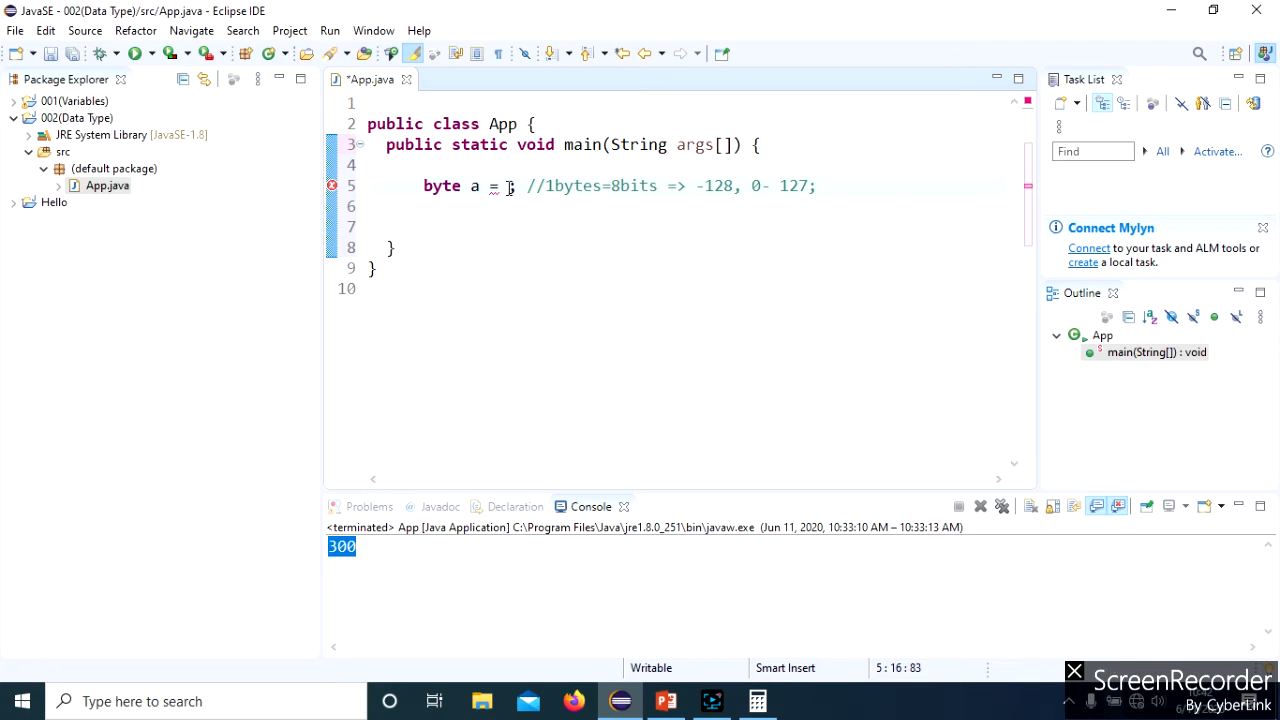 JavaSE - 002(Data Type)/src/App.java - Eclipse IDE
File Edit Source Refactor Navigate Search Project Run Window Help
Package Explorer
*App.java
Task List
001(Variables)
002(Data Type)
JRE System Library [JavaSE-1.8]
src
(default package)
App.java
Hello
1
2 public class App {
3 public static void main(String args[]) {
4
5 byte a = ; //1bytes=8bits => -128, 0- 127;
6
7
8 }
9 }
10
Find All Activate...
Connect Mylyn
Connect to your task and ALM tools or
create a local task.
Outline
App
main(String[]) : void
Problems Javadoc Declaration Console
<terminated> App [Java Application] C:\Program Files\Java\jre1.8.0_251\bin\javaw.exe (Jun 11, 2020, 10:33:10 AM – 10:33:13 AM)
300
Writable Smart Insert 5 : 16 : 83
Type here to search
ScreenRecorder
By CyberLink